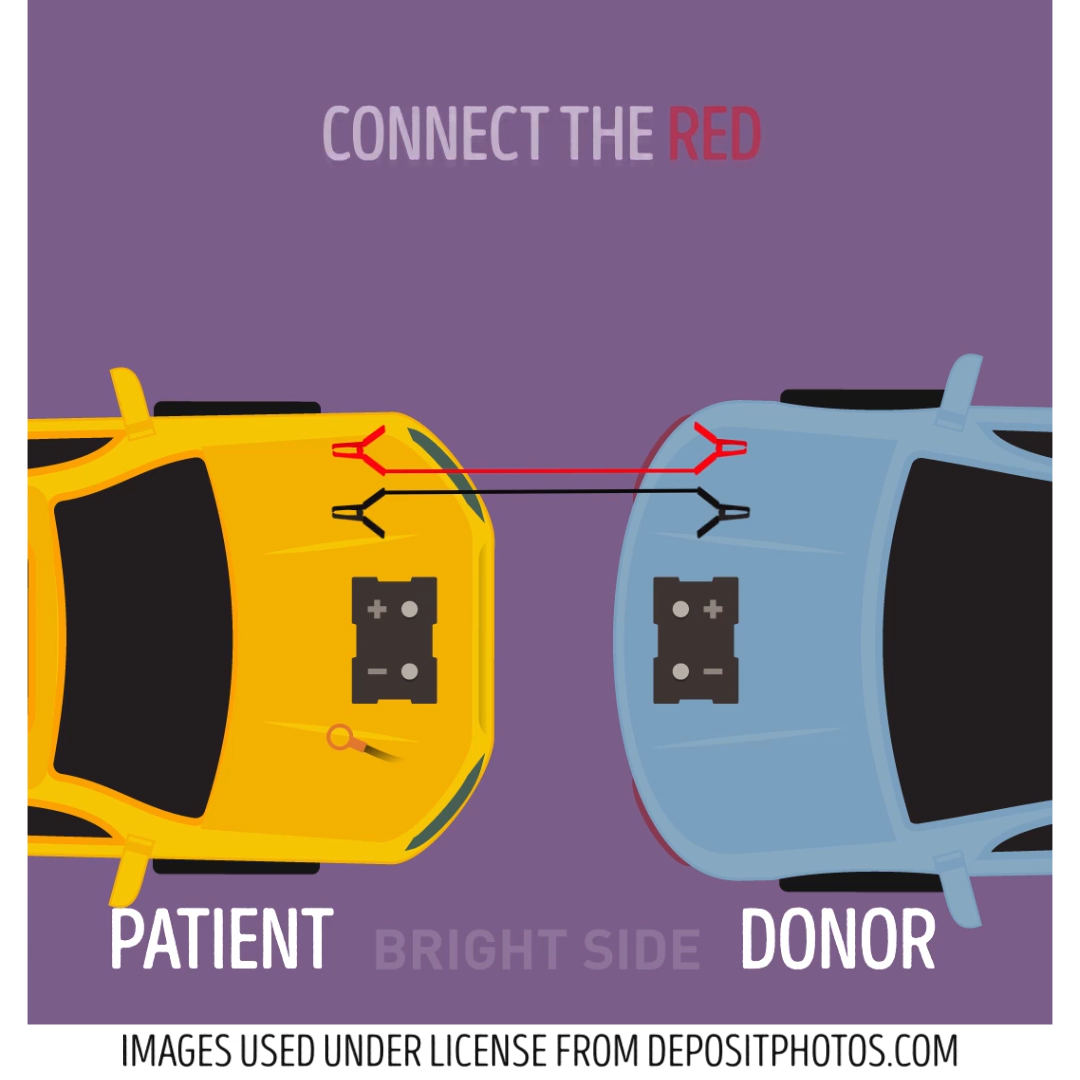 CONNECT THE RED
+
+
-
-
PATIENT
BRIGHT SIDE
DONOR
IMAGES USED UNDER LICENSE FROM DEPOSITPHOTOS.COM